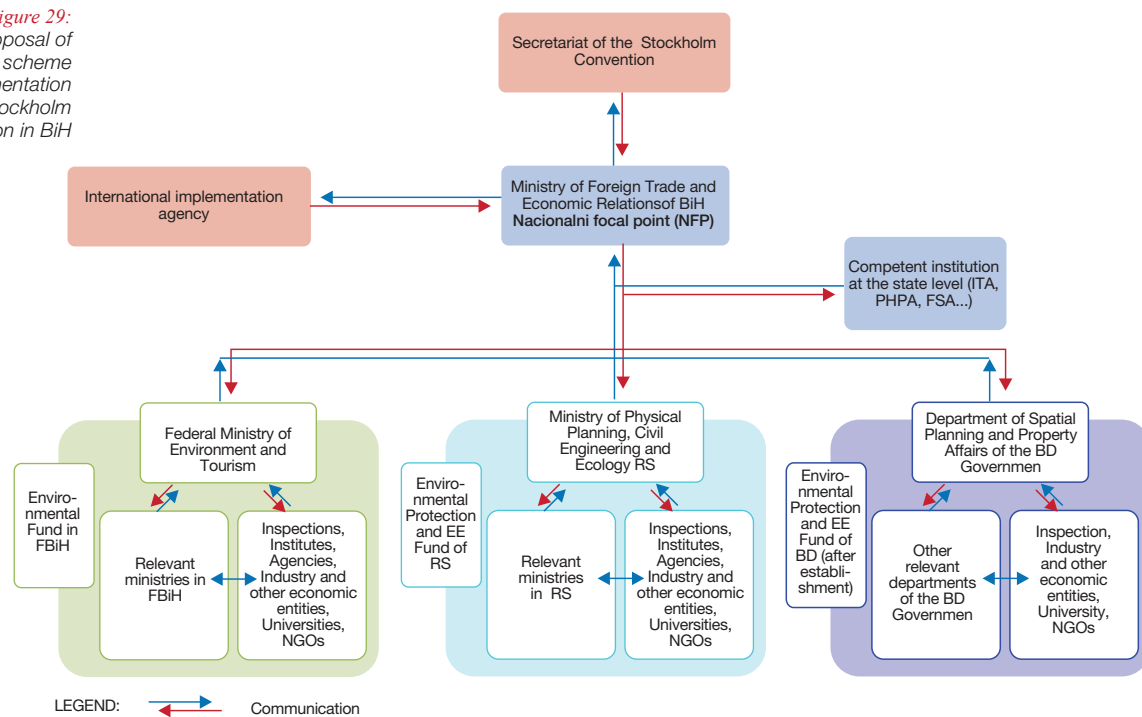 igure 29:
oposal of
scheme
nentation
tockholm
on in BiH
Secretariat of the Stockholm
Convention
International implementation
agency
Ministry of Foreign Trade and
Economic Relationsof BiH
Nacionalni focal point (NFP)
Competent institution
at the state level (ITA,
PHPA, FSA...)
Federal Ministry of
Environment and
Tourism
Environ-
mental
Fund in
FBiH
Relevant
ministries in
FBiH
Inspections,
Institutes,
Agencies,
Industry and
other economic
entities,
Universities,
NGOs
Ministry of Physical
Planning, Civil
Engineering and
Ecology RS
Enviro-
nmental
Protection
and EE
Fund of
RS
Relevant
ministries
in RS
Inspections,
Institutes,
Agencies,
Industry and
other economic
entities,
Universities,
NGOs
Department of Spatial
Planning and Property
Affairs of the BD
Governmen
Enviro-
nmental
Protection
and EE
Fund of
BD (after
establi-
shment)
Other
relevant
departments
of the BD
Governmen
Inspection,
Industry
and other
economic
entities,
University,
NGOs
LEGEND:
Communication